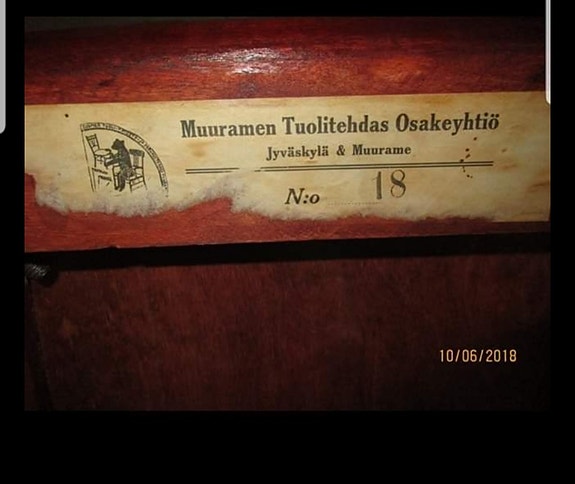 Muuramen Tuolitehdas Osakeyhtiö
Jyväskylä & Muurame
N:o 18
10/06/2018